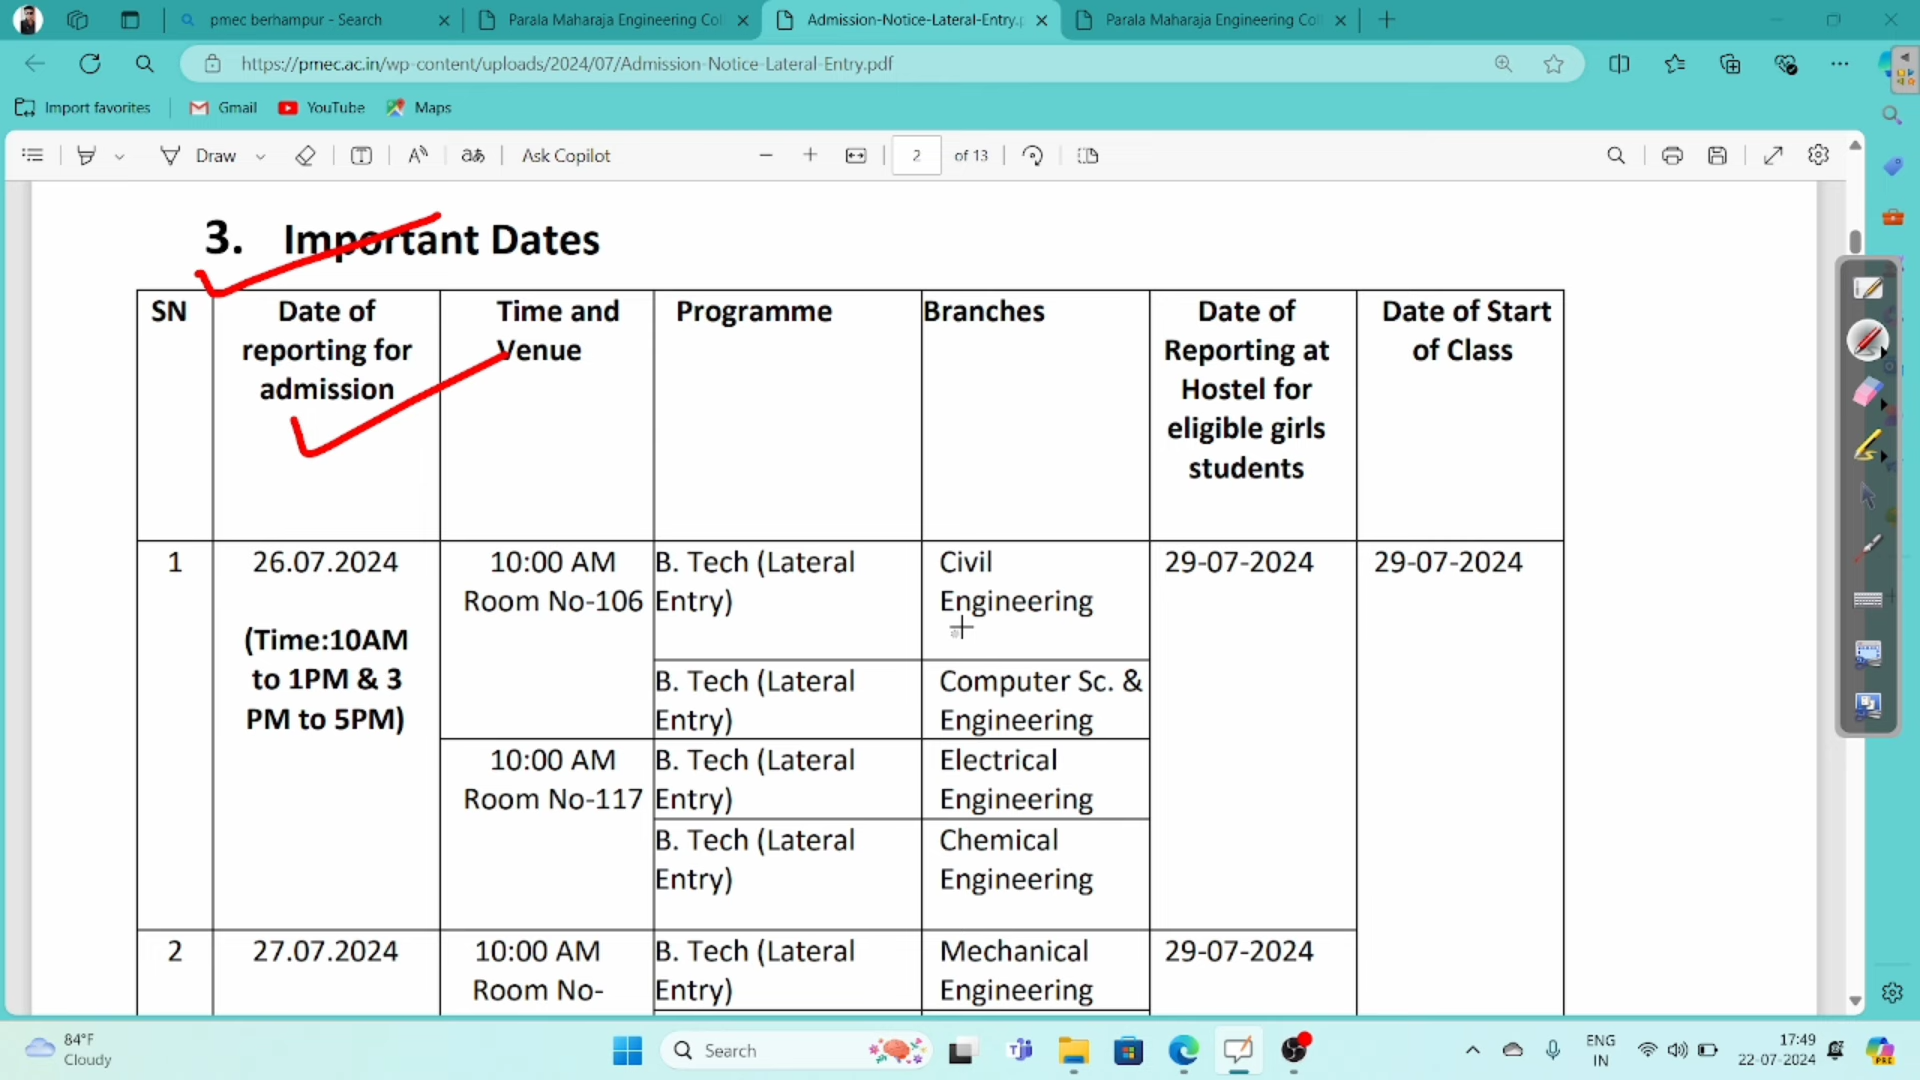 pmec berhampur - Search
Parala Maharaja Engineering Col
Admission-Notice-Lateral-Entry.p
Parala Maharaja Engineering Col
https://pmec.ac.in/wp-content/uploads/2024/07/Admission-Notice-Lateral-Entry.pdf
Import favorites
Gmail
YouTube
Maps
Draw
Ask Copilot
2
of 13
3. Important Dates
SN
Date of
reporting for
admission
Time and
Venue
Programme
Branches
Date of
Reporting at
Hostel for
eligible girls
students
Date of Start
of Class
1
26.07.2024
(Time:10AM
to 1PM & 3
PM to 5PM)
10:00 AM
Room No-106
B. Tech (Lateral
Entry)
Civil
Engineering
29-07-2024
29-07-2024
B. Tech (Lateral
Entry)
Computer Sc. &
Engineering
10:00 AM
Room No-117
B. Tech (Lateral
Entry)
Electrical
Engineering
B. Tech (Lateral
Entry)
Chemical
Engineering
2
27.07.2024
10:00 AM
Room No-
B. Tech (Lateral
Entry)
Mechanical
Engineering
29-07-2024
84°F
Cloudy
Search
ENG
IN
17:49
22-07-2024